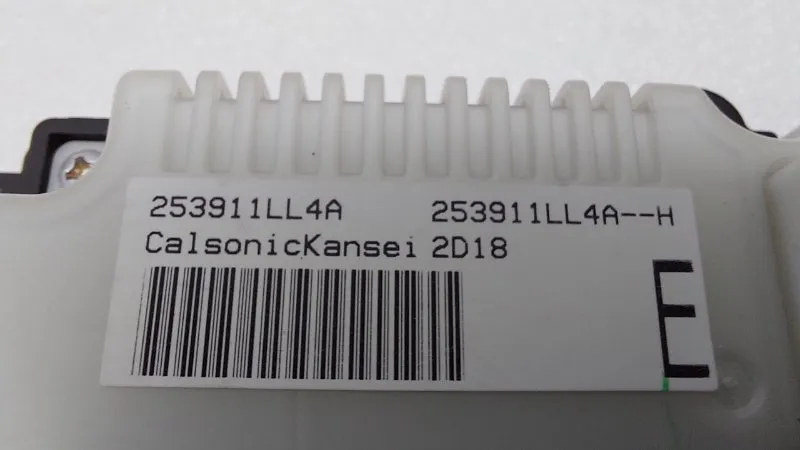 253911LL4A 253911LL4A--H
CalsonicKansei 2D18
E